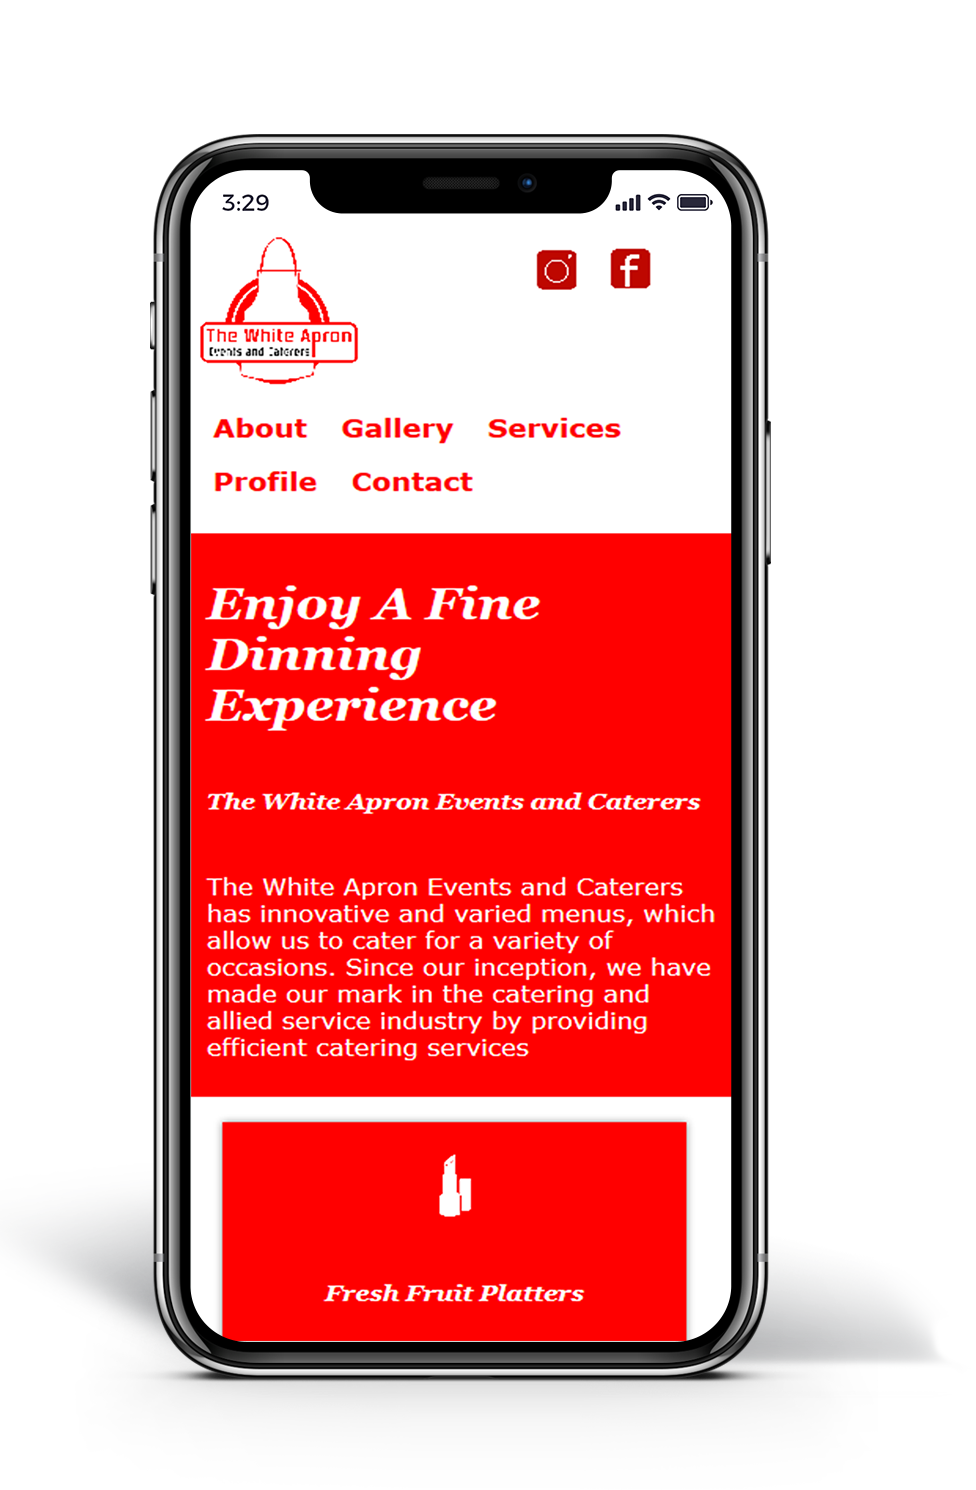 3:29
f
The White Apron
Events and Caterers
About Gallery Services
Profile Contact
Enjoy A Fine
Dinning
Experience
The White Apron Events and Caterers
The White Apron Events and Caterers
has innovative and varied menus, which
allow us to cater for a variety of
occasions. Since our inception, we have
made our mark in the catering and
allied service industry by providing
efficient catering services
Fresh Fruit Platters